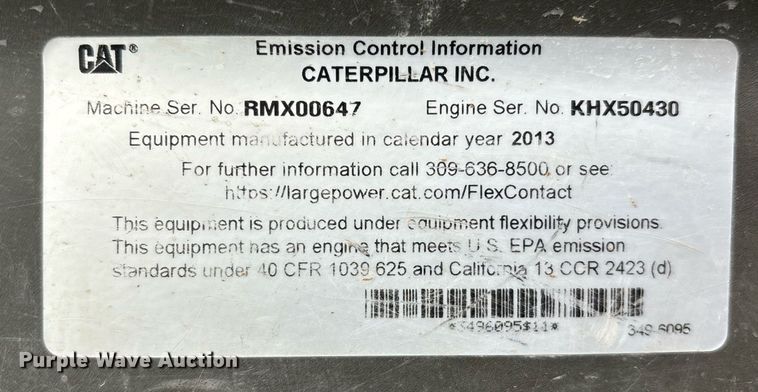 CAT®
Emission Control Information
CATERPILLAR INC.
Machine Ser. No. RMX00647 Engine Ser. No. KHX50430
Equipment manufactured in calendar year 2013
For further information call 309-636-8500 or see:
https://largepower.cat.com/FlexContact
This equipment is produced under equipment flexibility provisions.
This equipment has an engine that meets U.S. EPA emission
standards under 40 CFR 1039.625 and California 13 CCR 2423 (d)
*3496095$11* 349-6095
Purple Wave Auction